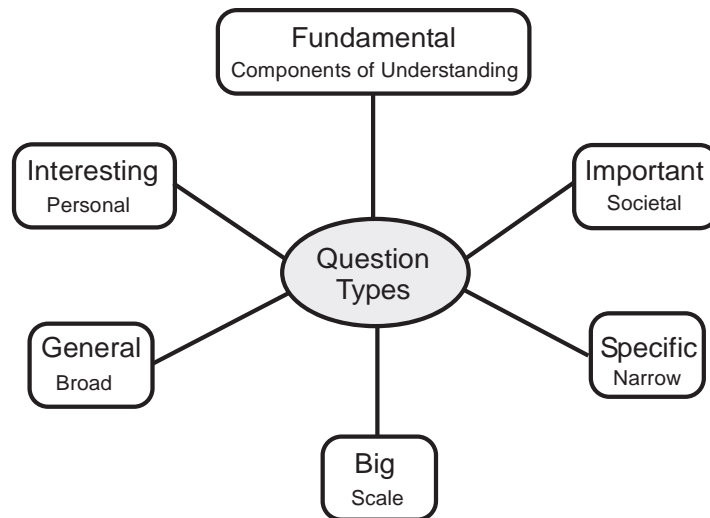 Fundamental
Components of Understanding
Interesting
Personal
Important
Societal
Question
Types
General
Broad
Specific
Narrow
Big
Scale